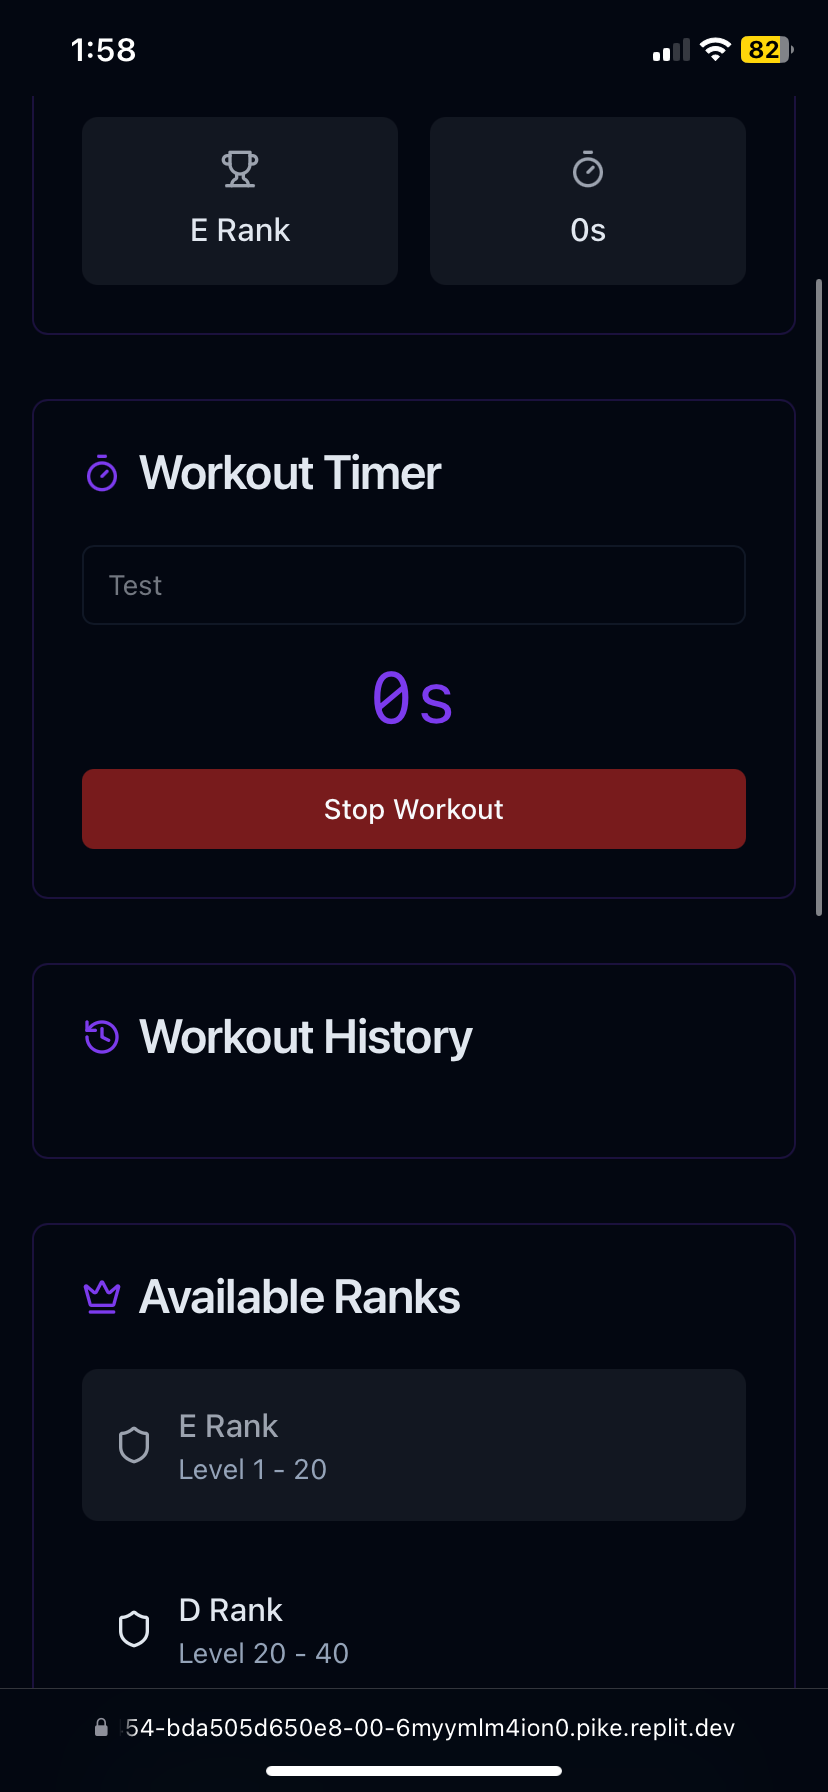 1:58
82
E Rank
0s
Workout Timer
Test
0s
Stop Workout
Workout History
Available Ranks
E Rank
Level 1 - 20
D Rank
Level 20 - 40
54-bda505d650e8-00-6myymlm4ion0.pike.replit.dev